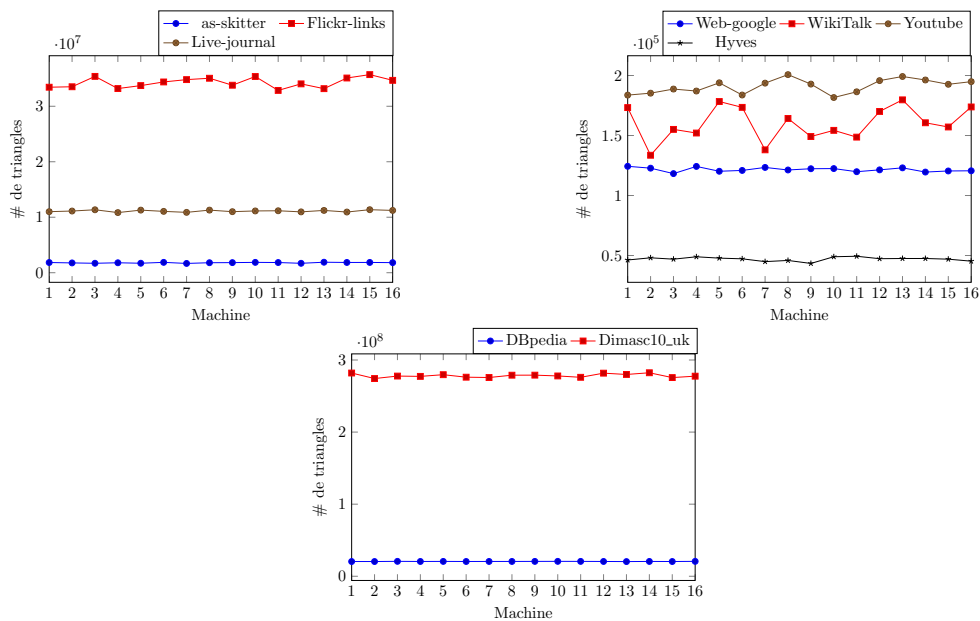 as-skitter Flickr-links
Live-journal
·10^7
3
2
1
0
# de triangles
1 2 3 4 5 6 7 8 9 10 11 12 13 14 15 16
Machine
Web-google WikiTalk Youtube
Hyves
·10^5
2
1.5
1
0.5
# de triangles
1 2 3 4 5 6 7 8 9 10 11 12 13 14 15 16
Machine
DBpedia Dimasc10_uk
·10^8
3
2
1
0
# de triangles
1 2 3 4 5 6 7 8 9 10 11 12 13 14 15 16
Machine